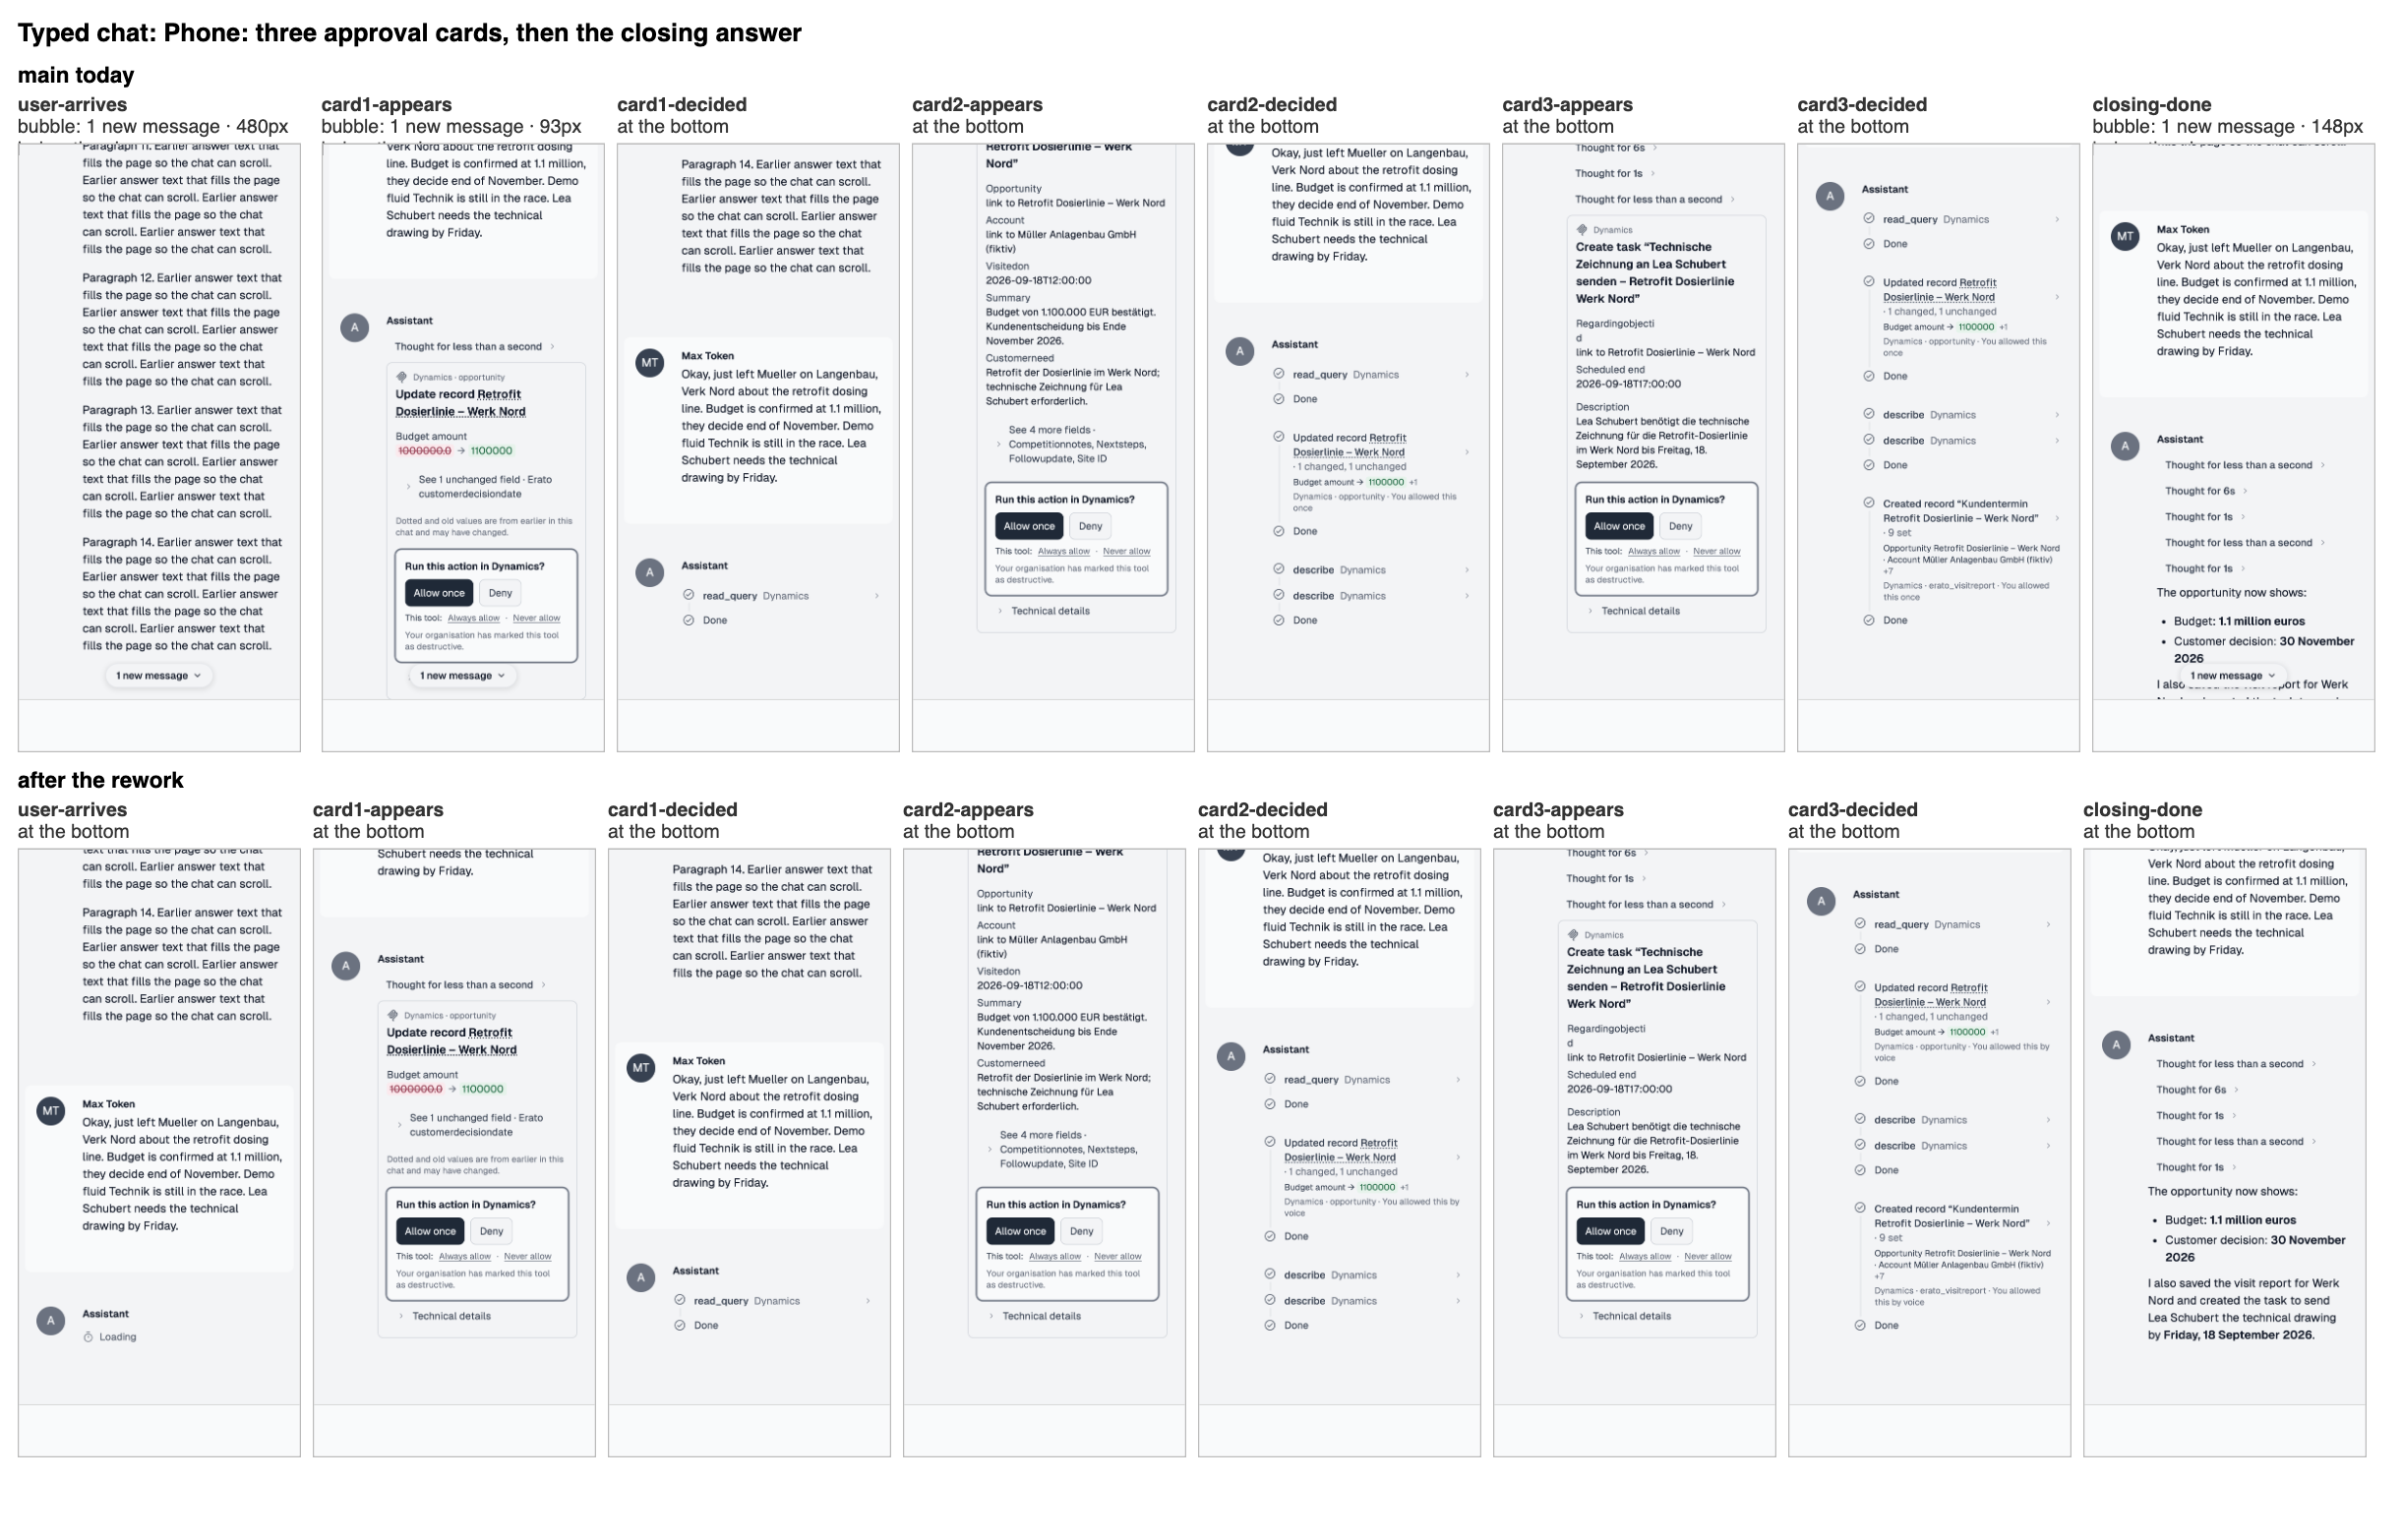 Typed chat: Phone: three approval cards, then the closing answer
main today
user-arrives
bubble: 1 new message · 480px
Paragraph 11. Earlier answer text that
fills the page so the chat can scroll.
Earlier answer text that fills the page
so the chat can scroll. Earlier answer
text that fills the page so the chat
can scroll. Earlier answer text that
fills the page so the chat can scroll.
Paragraph 12. Earlier answer text that
fills the page so the chat can scroll.
Earlier answer text that fills the page
so the chat can scroll. Earlier answer
text that fills the page so the chat
can scroll. Earlier answer text that
fills the page so the chat can scroll.
Paragraph 13. Earlier answer text that
fills the page so the chat can scroll.
Earlier answer text that fills the page
so the chat can scroll. Earlier answer
text that fills the page so the chat
can scroll. Earlier answer text that
fills the page so the chat can scroll.
Paragraph 14. Earlier answer text that
fills the page so the chat can scroll.
Earlier answer text that fills the page
so the chat can scroll. Earlier answer
text that fills the page so the chat
can scroll. Earlier answer text that
fills the page so the chat can scroll.
1 new message
card1-appears
bubble: 1 new message · 93px
Verk Nord about the retrofit dosing
line. Budget is confirmed at 1.1 million,
they decide end of November. Demo
fluid Technik is still in the race. Lea
Schubert needs the technical
drawing by Friday.
A
Assistant
Thought for less than a second
Dynamics · opportunity
Update record Retrofit
Dosierlinie – Werk Nord
Budget amount
1000000.0 → 1100000
See 1 unchanged field · Erato
customerdecisiondate
Dotted and old values are from earlier in this
chat and may have changed.
Run this action in Dynamics?
Allow once Deny
This tool: Always allow · Never allow
Your organisation has marked this tool
as destructive.
1 new message
card1-decided
at the bottom
Paragraph 14. Earlier answer text that
fills the page so the chat can scroll.
Earlier answer text that fills the page
so the chat can scroll. Earlier answer
text that fills the page so the chat
can scroll. Earlier answer text that
fills the page so the chat can scroll.
MT
Max Token
Okay, just left Mueller on Langenbau,
Verk Nord about the retrofit dosing
line. Budget is confirmed at 1.1 million,
they decide end of November. Demo
fluid Technik is still in the race. Lea
Schubert needs the technical
drawing by Friday.
A
Assistant
read_query Dynamics
Done
card2-appears
at the bottom
Retrofit Dosierlinie – Werk
Nord”
Opportunity
link to Retrofit Dosierlinie – Werk Nord
Account
link to Müller Anlagenbau GmbH
(fiktiv)
Visitedon
2026-09-18T12:00:00
Summary
Budget von 1.100.000 EUR bestätigt.
Kundenentscheidung bis Ende
November 2026.
Customerneed
Retrofit der Dosierlinie im Werk Nord;
technische Zeichnung für Lea
Schubert erforderlich.
See 4 more fields ·
Competitionnotes, Nextsteps,
Followupdate, Site ID
Run this action in Dynamics?
Allow once Deny
This tool: Always allow · Never allow
Your organisation has marked this tool
as destructive.
Technical details
card2-decided
at the bottom
Okay, just left Mueller on Langenbau,
Verk Nord about the retrofit dosing
line. Budget is confirmed at 1.1 million,
they decide end of November. Demo
fluid Technik is still in the race. Lea
Schubert needs the technical
drawing by Friday.
A
Assistant
read_query Dynamics
Done
Updated record Retrofit
Dosierlinie – Werk Nord
· 1 changed, 1 unchanged
Budget amount → 1100000 +1
Dynamics · opportunity · You allowed this
once
Done
describe Dynamics
describe Dynamics
Done
card3-appears
at the bottom
Thought for 6s
Thought for 1s
Thought for less than a second
Dynamics
Create task “Technische
Zeichnung an Lea Schubert
senden – Retrofit Dosierlinie
Werk Nord”
Regardingobjecti
d
link to Retrofit Dosierlinie – Werk Nord
Scheduled end
2026-09-18T17:00:00
Description
Lea Schubert benötigt die technische
Zeichnung für die Retrofit-Dosierlinie
im Werk Nord bis Freitag, 18.
September 2026.
Run this action in Dynamics?
Allow once Deny
This tool: Always allow · Never allow
Your organisation has marked this tool
as destructive.
Technical details
card3-decided
at the bottom
A
Assistant
read_query Dynamics
Done
Updated record Retrofit
Dosierlinie – Werk Nord
· 1 changed, 1 unchanged
Budget amount → 1100000 +1
Dynamics · opportunity · You allowed this
once
Done
describe Dynamics
describe Dynamics
Done
Created record “Kundentermin
Retrofit Dosierlinie – Werk Nord”
· 9 set
Opportunity Retrofit Dosierlinie – Werk Nord
· Account Müller Anlagenbau GmbH (fiktiv)
+7
Dynamics · erato_visitreport · You allowed
this once
Done
closing-done
bubble: 1 new message · 148px
MT
Max Token
Okay, just left Mueller on Langenbau,
Verk Nord about the retrofit dosing
line. Budget is confirmed at 1.1 million,
they decide end of November. Demo
fluid Technik is still in the race. Lea
Schubert needs the technical
drawing by Friday.
A
Assistant
Thought for less than a second
Thought for 6s
Thought for 1s
Thought for less than a second
Thought for 1s
The opportunity now shows:
• Budget: 1.1 million euros
• Customer decision: 30 November
2026
1 new message
I also saved the visit report for Werk
after the rework
user-arrives
at the bottom
text that fills the page so the chat
can scroll. Earlier answer text that
fills the page so the chat can scroll.
Paragraph 14. Earlier answer text that
fills the page so the chat can scroll.
Earlier answer text that fills the page
so the chat can scroll. Earlier answer
text that fills the page so the chat
can scroll. Earlier answer text that
fills the page so the chat can scroll.
MT
Max Token
Okay, just left Mueller on Langenbau,
Verk Nord about the retrofit dosing
line. Budget is confirmed at 1.1 million,
they decide end of November. Demo
fluid Technik is still in the race. Lea
Schubert needs the technical
drawing by Friday.
A
Assistant
Loading
card1-appears
at the bottom
Schubert needs the technical
drawing by Friday.
A
Assistant
Thought for less than a second
Dynamics · opportunity
Update record Retrofit
Dosierlinie – Werk Nord
Budget amount
1000000.0 → 1100000
See 1 unchanged field · Erato
customerdecisiondate
Dotted and old values are from earlier in this
chat and may have changed.
Run this action in Dynamics?
Allow once Deny
This tool: Always allow · Never allow
Your organisation has marked this tool
as destructive.
Technical details
card1-decided
at the bottom
Paragraph 14. Earlier answer text that
fills the page so the chat can scroll.
Earlier answer text that fills the page
so the chat can scroll. Earlier answer
text that fills the page so the chat
can scroll. Earlier answer text that
fills the page so the chat can scroll.
MT
Max Token
Okay, just left Mueller on Langenbau,
Verk Nord about the retrofit dosing
line. Budget is confirmed at 1.1 million,
they decide end of November. Demo
fluid Technik is still in the race. Lea
Schubert needs the technical
drawing by Friday.
A
Assistant
read_query Dynamics
Done
card2-appears
at the bottom
Retrofit Dosierlinie – Werk
Nord”
Opportunity
link to Retrofit Dosierlinie – Werk Nord
Account
link to Müller Anlagenbau GmbH
(fiktiv)
Visitedon
2026-09-18T12:00:00
Summary
Budget von 1.100.000 EUR bestätigt.
Kundenentscheidung bis Ende
November 2026.
Customerneed
Retrofit der Dosierlinie im Werk Nord;
technische Zeichnung für Lea
Schubert erforderlich.
See 4 more fields ·
Competitionnotes, Nextsteps,
Followupdate, Site ID
Run this action in Dynamics?
Allow once Deny
This tool: Always allow · Never allow
Your organisation has marked this tool
as destructive.
Technical details
card2-decided
at the bottom
Okay, just left Mueller on Langenbau,
Verk Nord about the retrofit dosing
line. Budget is confirmed at 1.1 million,
they decide end of November. Demo
fluid Technik is still in the race. Lea
Schubert needs the technical
drawing by Friday.
A
Assistant
read_query Dynamics
Done
Updated record Retrofit
Dosierlinie – Werk Nord
· 1 changed, 1 unchanged
Budget amount → 1100000 +1
Dynamics · opportunity · You allowed this by
voice
Done
describe Dynamics
describe Dynamics
Done
card3-appears
at the bottom
Thought for 6s
Thought for 1s
Thought for less than a second
Dynamics
Create task “Technische
Zeichnung an Lea Schubert
senden – Retrofit Dosierlinie
Werk Nord”
Regardingobjecti
d
link to Retrofit Dosierlinie – Werk Nord
Scheduled end
2026-09-18T17:00:00
Description
Lea Schubert benötigt die technische
Zeichnung für die Retrofit-Dosierlinie
im Werk Nord bis Freitag, 18.
September 2026.
Run this action in Dynamics?
Allow once Deny
This tool: Always allow · Never allow
Your organisation has marked this tool
as destructive.
Technical details
card3-decided
at the bottom
A
Assistant
read_query Dynamics
Done
Updated record Retrofit
Dosierlinie – Werk Nord
· 1 changed, 1 unchanged
Budget amount → 1100000 +1
Dynamics · opportunity · You allowed this by
voice
Done
describe Dynamics
describe Dynamics
Done
Created record “Kundentermin
Retrofit Dosierlinie – Werk Nord”
· 9 set
Opportunity Retrofit Dosierlinie – Werk Nord
· Account Müller Anlagenbau GmbH (fiktiv)
+7
Dynamics · erato_visitreport · You allowed
this by voice
Done
closing-done
at the bottom
Verk Nord about the retrofit dosing
line. Budget is confirmed at 1.1 million,
they decide end of November. Demo
fluid Technik is still in the race. Lea
Schubert needs the technical
drawing by Friday.
A
Assistant
Thought for less than a second
Thought for 6s
Thought for 1s
Thought for less than a second
Thought for 1s
The opportunity now shows:
• Budget: 1.1 million euros
• Customer decision: 30 November
2026
I also saved the visit report for Werk
Nord and created the task to send
Lea Schubert the technical drawing
by Friday, 18 September 2026.